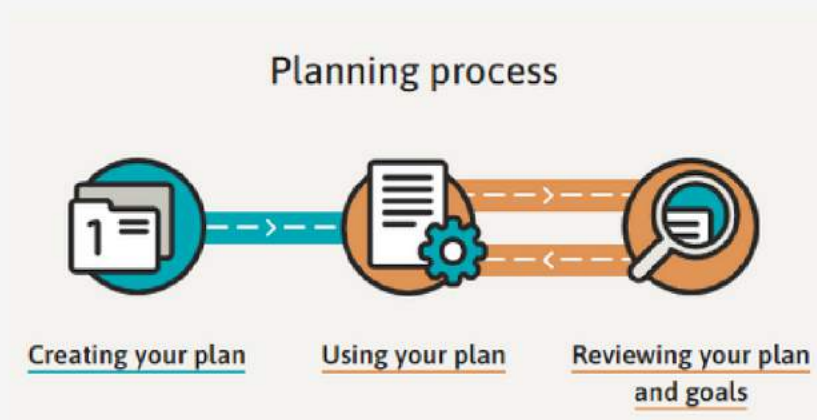 Planning process
1
Creating your plan
Using your plan
Reviewing your plan
and goals